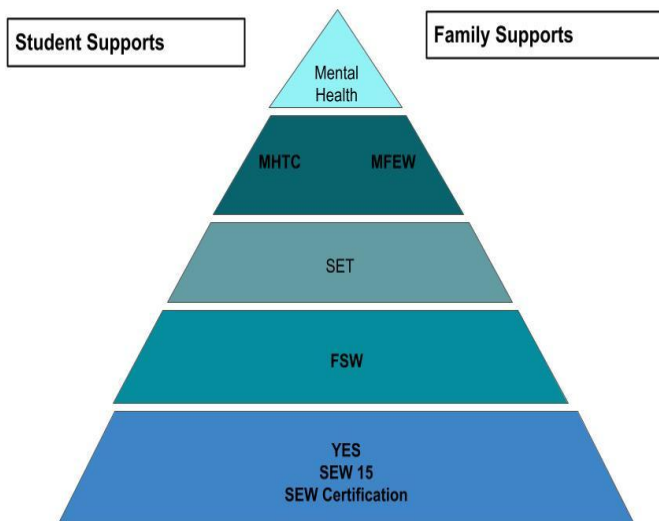 Student Supports
Family Supports
Mental
Health
MHTC MFEW
SET
FSW
YES
SEW 15
SEW Certification